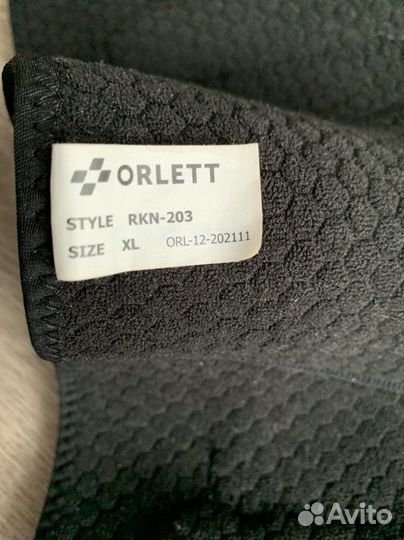 ORLETT
STYLE RKN-203
SIZE XL ORL-12-202111
Avito